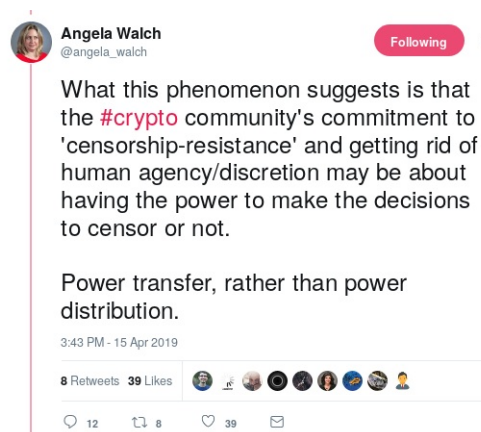 Angela Walch
@angela_walch
Following
What this phenomenon suggests is that
the #crypto community's commitment to
'censorship-resistance' and getting rid of
human agency/discretion may be about
having the power to make the decisions
to censor or not.
Power transfer, rather than power
distribution.
3:43 PM - 15 Apr 2019
8 Retweets 39 Likes
12 8 39